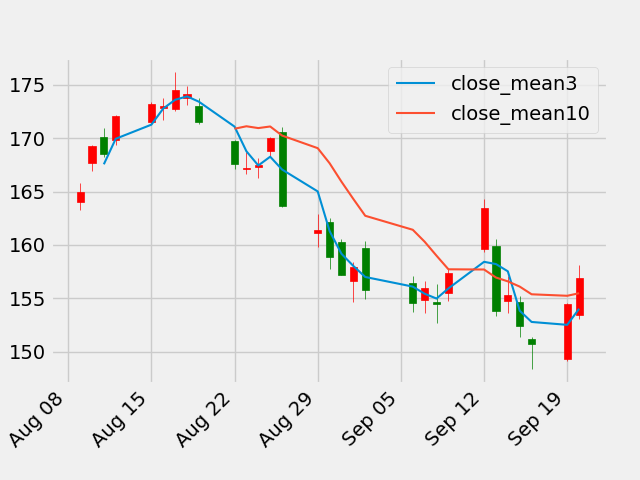 close_mean3
close_mean10
175
170
165
160
155
150
Aug 08
Aug 15
Aug 22
Aug 29
Sep 05
Sep 12
Sep 19